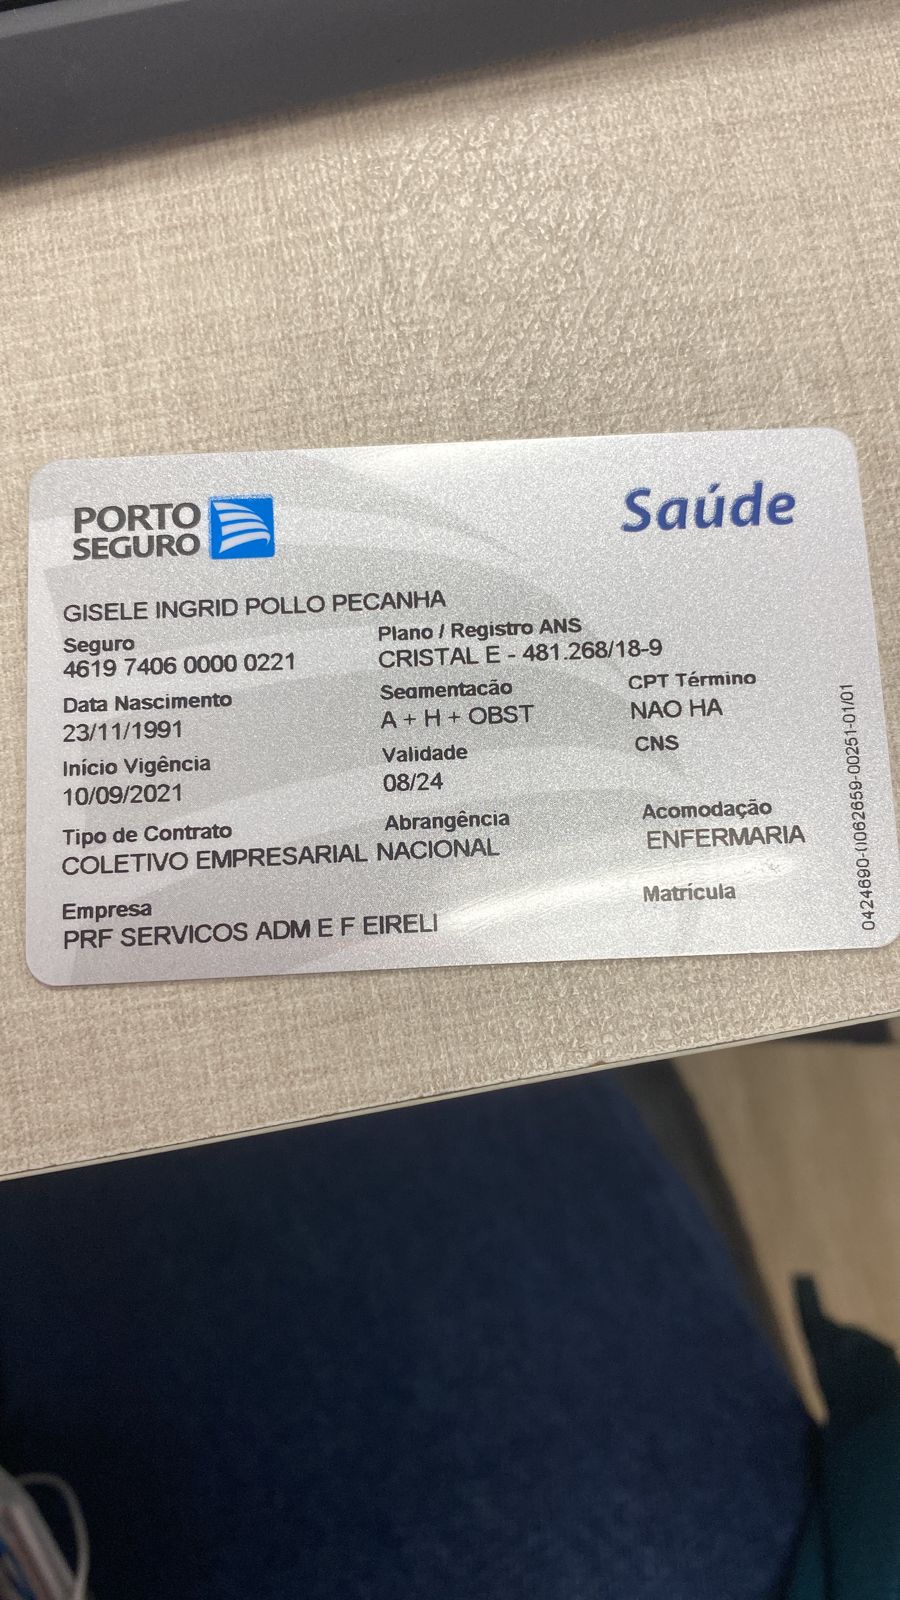 PORTO
SEGURO
Saúde
GISELE INGRID POLLO PECANHA
Seguro
4619 7406 0000 0221
Plano / Registro ANS
CRISTAL E - 481.268/18-9
Data Nascimento
23/11/1991
Segmentacão
A + H + OBST
CPT Término
NAO HA
Início Vigência
10/09/2021
Validade
08/24
CNS
Tipo de Contrato
COLETIVO EMPRESARIAL
Abrangência
NACIONAL
Acomodação
ENFERMARIA
Empresa
PRF SERVICOS ADM E F EIRELI
Matrícula
0424690-0062659-00251-01/01